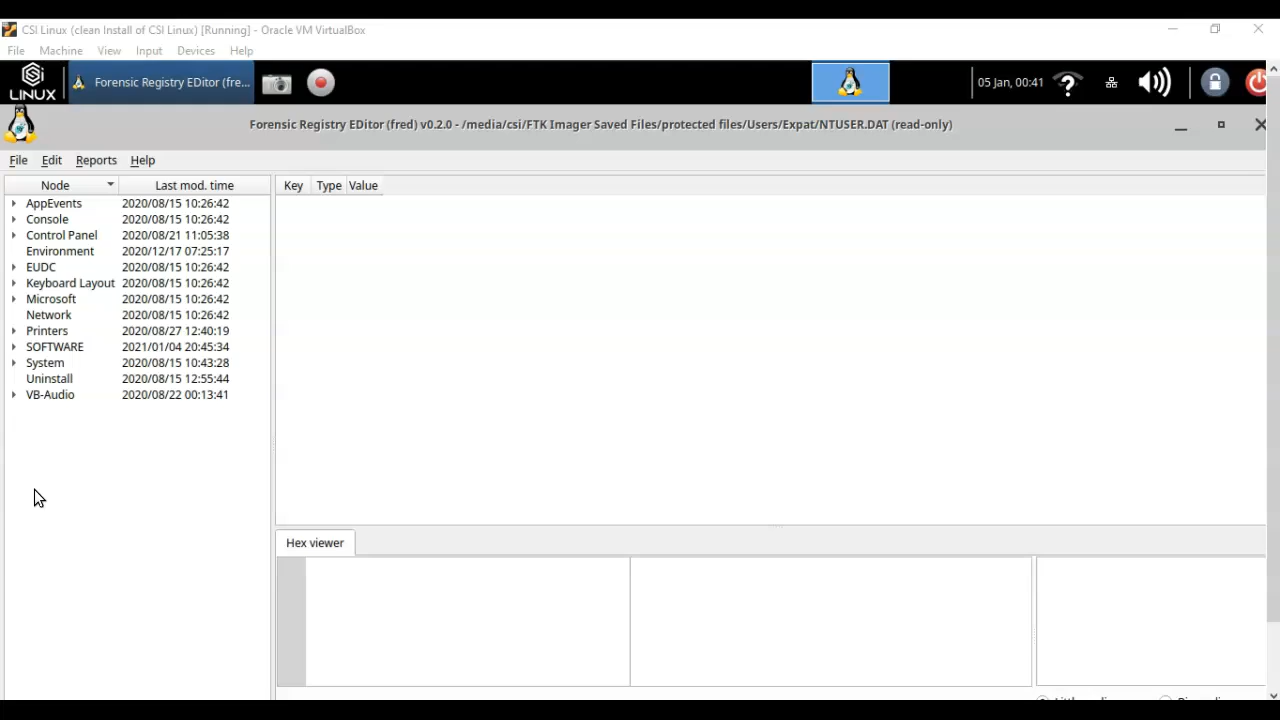 CSI Linux (clean Install of CSI Linux) [Running] - Oracle VM VirtualBox
File Machine View Input Devices Help
SI LINUX Forensic Registry EDitor (fre... 05 Jan, 00:41
Forensic Registry EDitor (fred) v0.2.0 - /media/csi/FTK Imager Saved Files/protected files/Users/Expat/NTUSER.DAT (read-only)
File Edit Reports Help
Node Last mod. time Key Type Value
AppEvents 2020/08/15 10:26:42
Console 2020/08/15 10:26:42
Control Panel 2020/08/21 11:05:38
Environment 2020/12/17 07:25:17
EUDC 2020/08/15 10:26:42
Keyboard Layout 2020/08/15 10:26:42
Microsoft 2020/08/15 10:26:42
Network 2020/08/15 10:26:42
Printers 2020/08/27 12:40:19
SOFTWARE 2021/01/04 20:45:34
System 2020/08/15 10:43:28
Uninstall 2020/08/15 12:55:44
VB-Audio 2020/08/22 00:13:41
Hex viewer